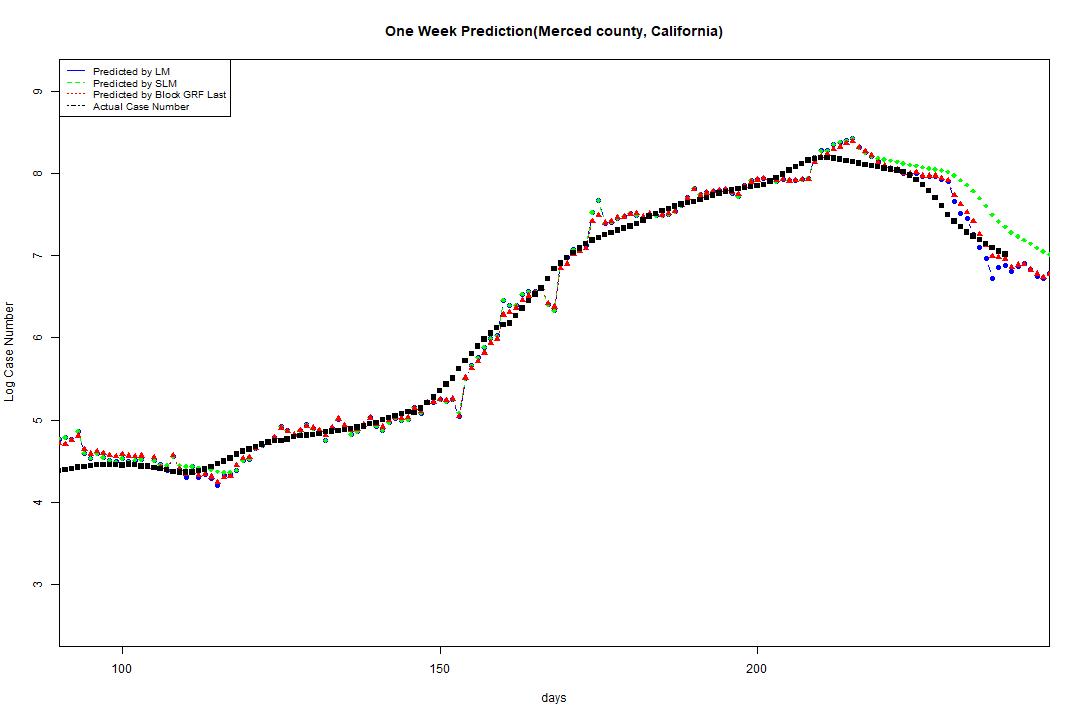 One Week Prediction(Merced county, California)
Predicted by LM
Predicted by SLM
Predicted by Block GRF Last
Actual Case Number
9
8
7
6
5
4
3
Log Case Number
100 150 200
days